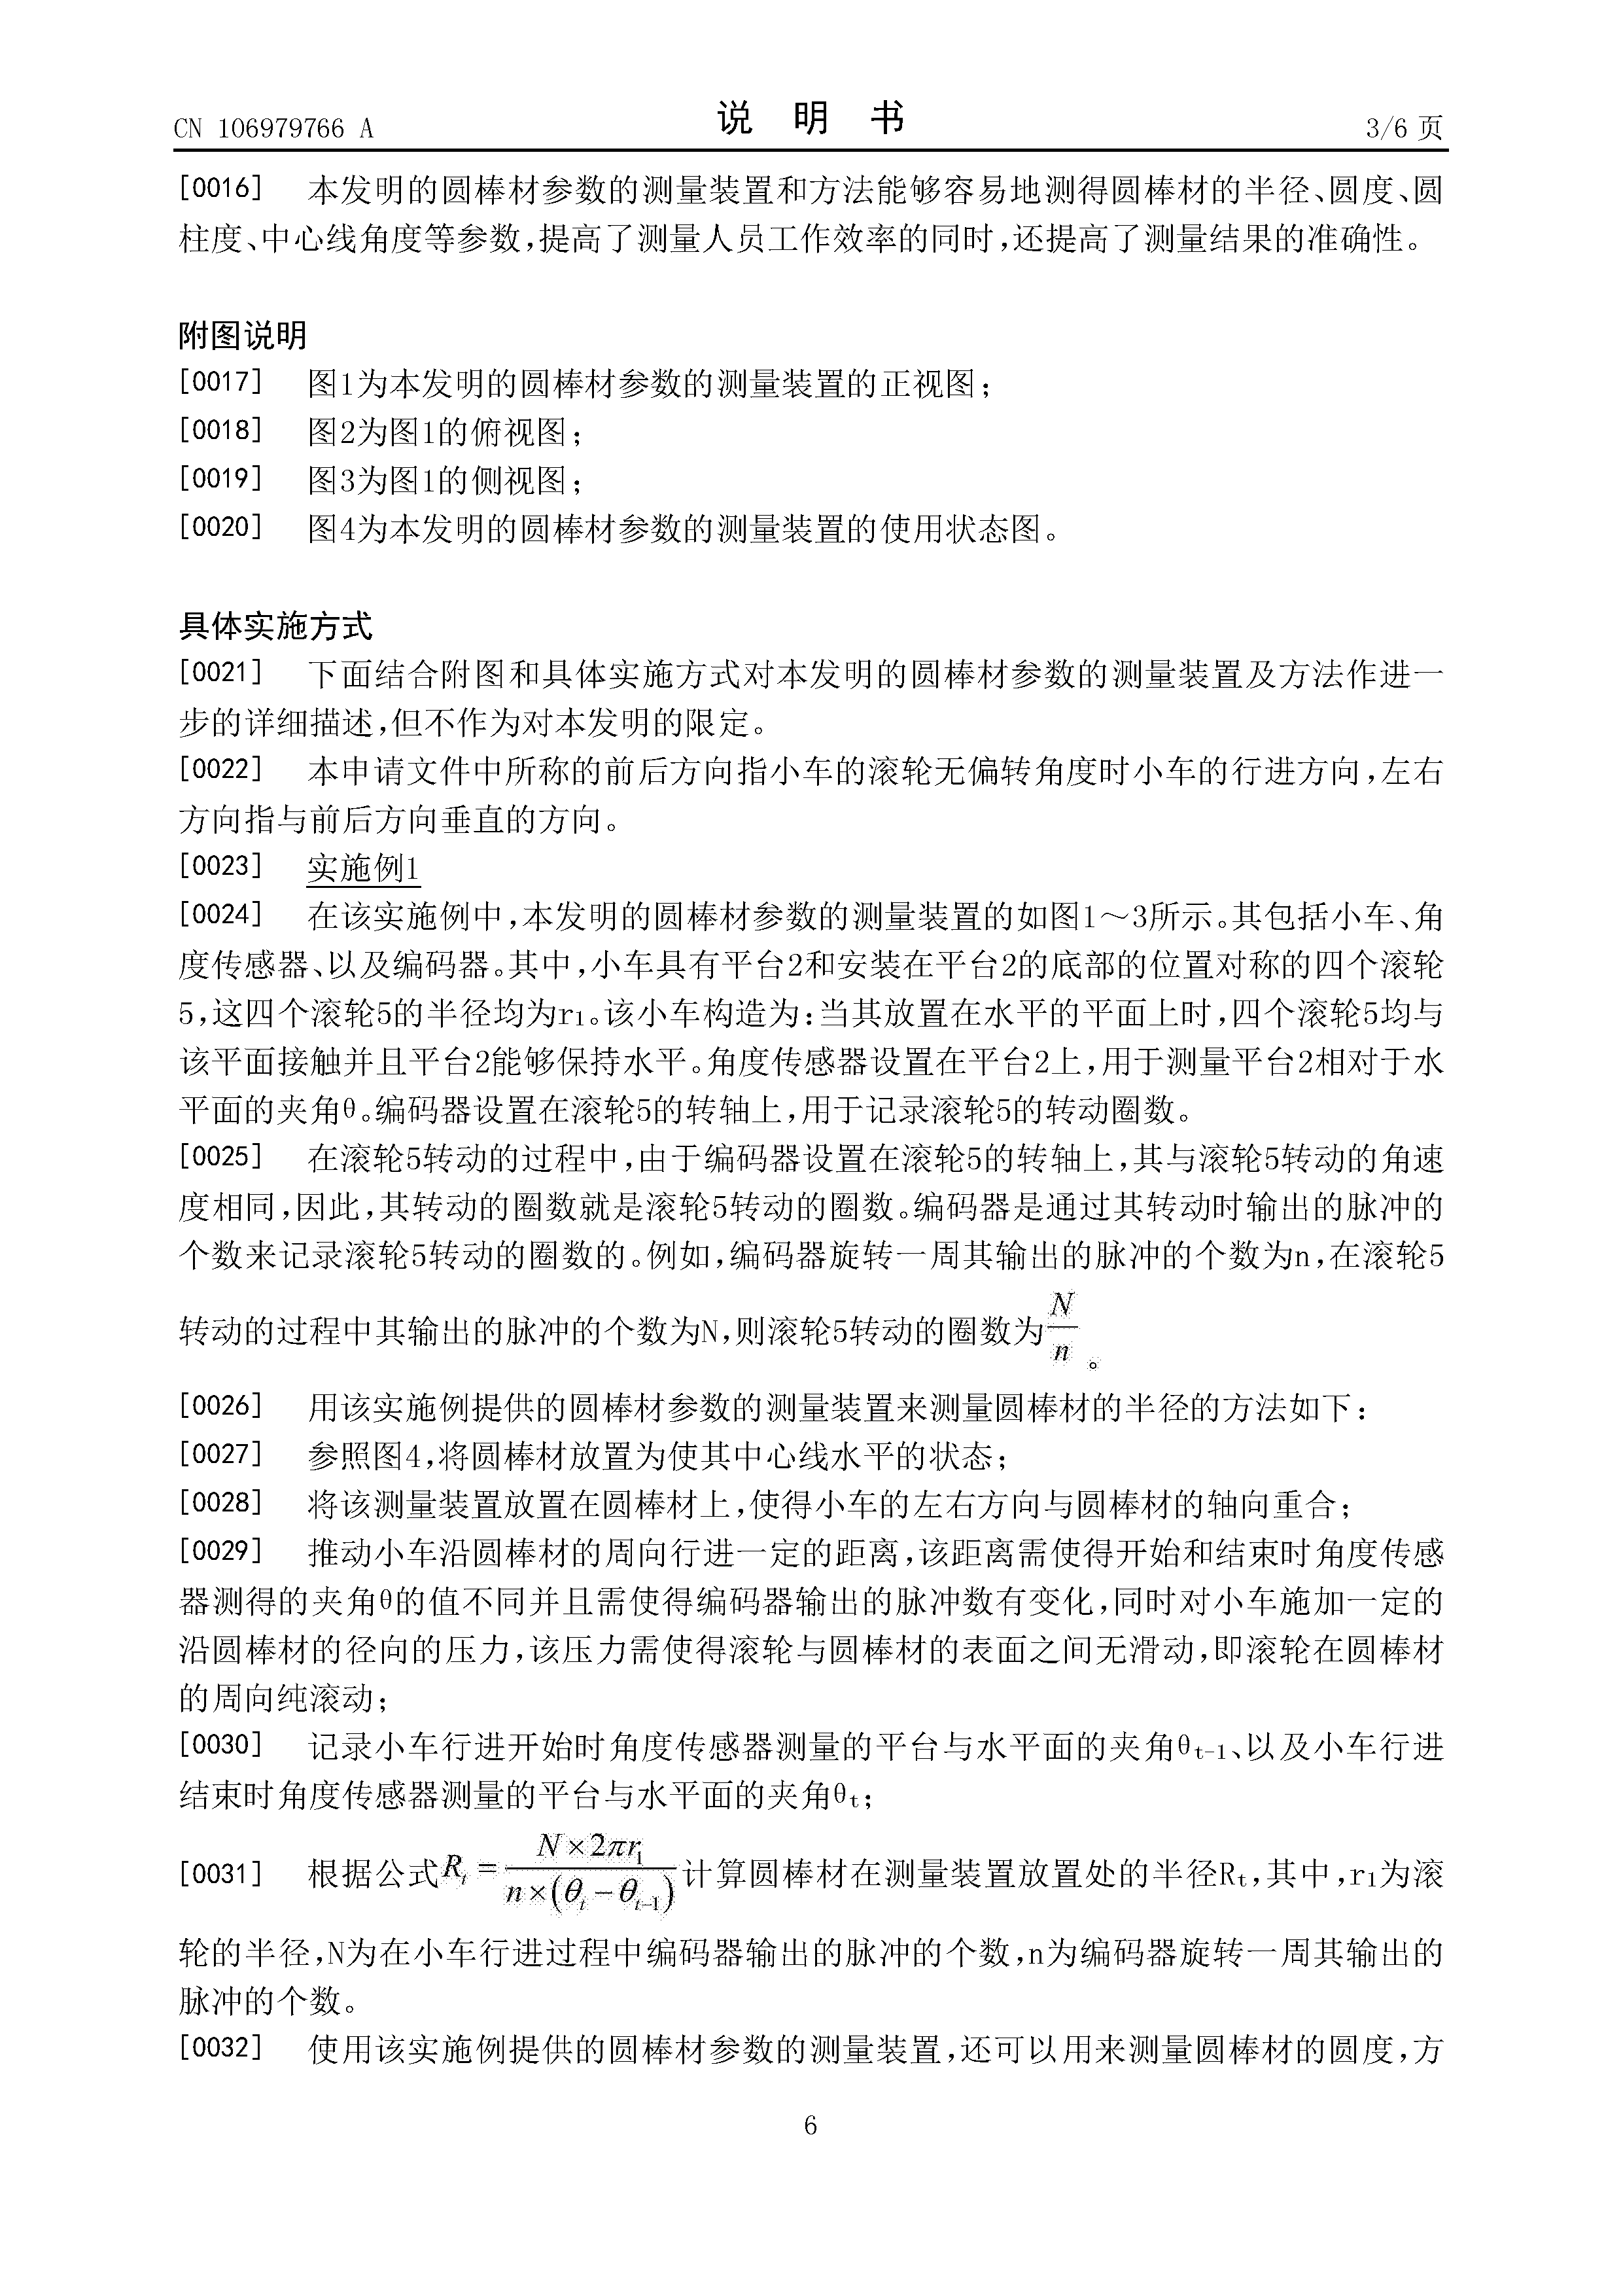 CN 106979766 A
说 明 书
3/6 页
[0016] 本发明的圆棒材参数的测量装置和方法能够容易地测得圆棒材的半径、圆度、圆
柱度、中心线角度等参数,提高了测量人员工作效率的同时,还提高了测量结果的准确性。
附图说明
[0017] 图1为本发明的圆棒材参数的测量装置的正视图;
[0018] 图2为图1的俯视图;
[0019] 图3为图1的侧视图;
[0020] 图4为本发明的圆棒材参数的测量装置的使用状态图。
具体实施方式
[0021] 下面结合附图和具体实施方式对本发明的圆棒材参数的测量装置及方法作进一
步的详细描述,但不作为对本发明的限定。
[0022] 本申请文件中所称的前后方向指小车的滚轮无偏转角度时小车的行进方向,左右
方向指与前后方向垂直的方向。
[0023] 实施例1
[0024] 在该实施例中,本发明的圆棒材参数的测量装置的如图1～3所示。其包括小车、角
度传感器、以及编码器。其中,小车具有平台2和安装在平台2的底部的位置对称的四个滚轮
5,这四个滚轮5的半径均为r₁。该小车构造为:当其放置在水平的平面上时,四个滚轮5均与
该平面接触并且平台2能够保持水平。角度传感器设置在平台2上,用于测量平台2相对于水
平面的夹角θ。编码器设置在滚轮5的转轴上,用于记录滚轮5的转动圈数。
[0025] 在滚轮5转动的过程中,由于编码器设置在滚轮5的转轴上,其与滚轮5转动的角速
度相同,因此,其转动的圈数就是滚轮5转动的圈数。编码器是通过其转动时输出的脉冲的
个数来记录滚轮5转动的圈数的。例如,编码器旋转一周其输出的脉冲的个数为n,在滚轮5
转动的过程中其输出的脉冲的个数为N,则滚轮5转动的圈数为N/n。
[0026] 用该实施例提供的圆棒材参数的测量装置来测量圆棒材的半径的方法如下:
[0027] 参照图4,将圆棒材放置为使其中心线水平的状态;
[0028] 将该测量装置放置在圆棒材上,使得小车的左右方向与圆棒材的轴向重合;
[0029] 推动小车沿圆棒材的周向行进一定的距离,该距离需使得开始和结束时角度传感
器测得的夹角θ的值不同并且需使得编码器输出的脉冲数有变化,同时对小车施加一定的
沿圆棒材的径向的压力,该压力需使得滚轮与圆棒材的表面之间无滑动,即滚轮在圆棒材
的周向纯滚动;
[0030] 记录小车行进开始时角度传感器测量的平台与水平面的夹角θt-1、以及小车行进
结束时角度传感器测量的平台与水平面的夹角θt;
[0031] 根据公式 Rt = (N×2πr₁)/(n×(θt−θt-1)) 计算圆棒材在测量装置放置处的半径Rt,其中,r₁为滚
轮的半径,N为在小车行进过程中编码器输出的脉冲的个数,n为编码器旋转一周其输出的
脉冲的个数。
[0032] 使用该实施例提供的圆棒材参数的测量装置,还可以用来测量圆棒材的圆度,方
6